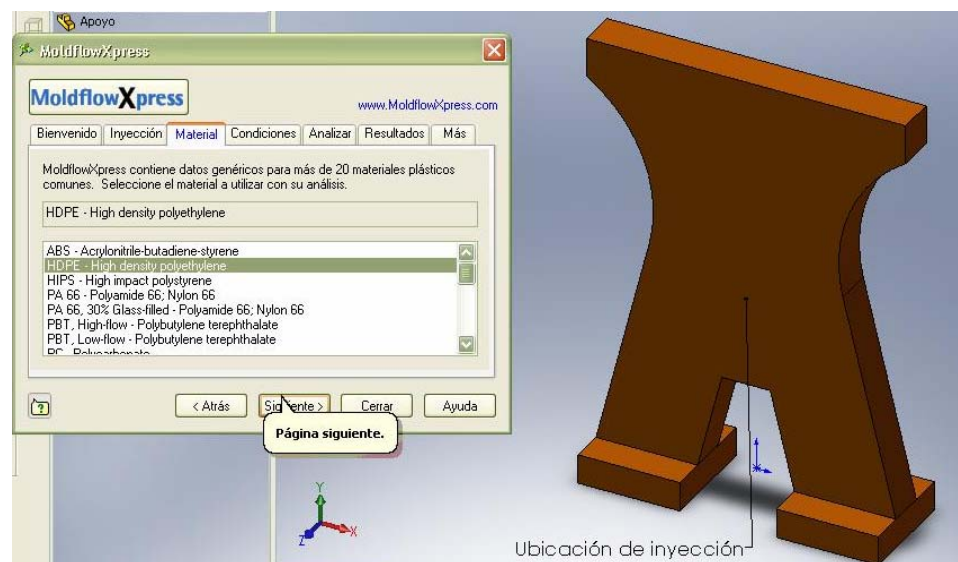 Apoyo
MoldflowXpress
MoldflowXpress
www.MoldflowXpress.com
Bienvenido Inyección Material Condiciones Analizar Resultados Más
MoldflowXpress contiene datos genéricos para más de 20 materiales plásticos
comunes. Seleccione el material a utilizar con su análisis.
HDPE - High density polyethylene
ABS - Acrylonitrile-butadiene-styrene
HDPE - High density polyethylene
HIPS - High impact polystyrene
PA 66 - Polyamide 66; Nylon 66
PA 66, 30% Glass-filled - Polyamide 66; Nylon 66
PBT, High-flow - Polybutylene terephthalate
PBT, Low-flow - Polybutylene terephthalate
PC - Polycarbonate
< Atrás Siguiente > Cerrar Ayuda
Página siguiente.
Y
X
Z
Ubicación de inyección